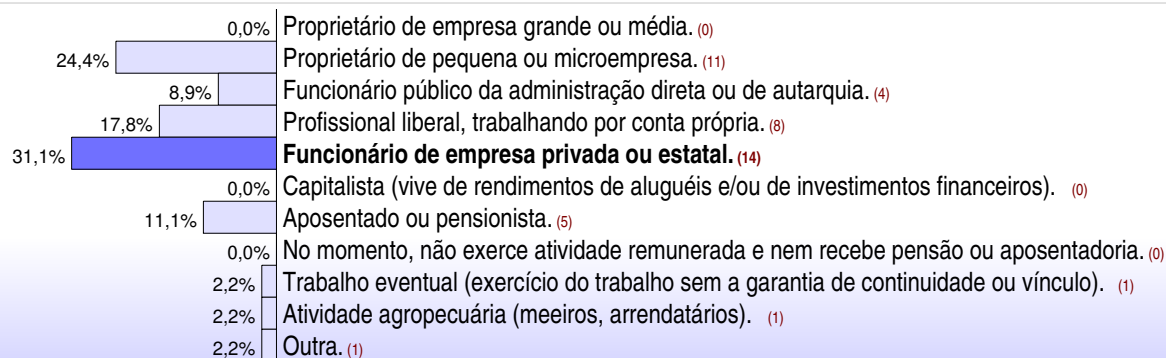 0,0% Proprietário de empresa grande ou média. (0)
24,4% Proprietário de pequena ou microempresa. (11)
8,9% Funcionário público da administração direta ou de autarquia. (4)
17,8% Profissional liberal, trabalhando por conta própria. (8)
31,1% Funcionário de empresa privada ou estatal. (14)
0,0% Capitalista (vive de rendimentos de aluguéis e/ou de investimentos financeiros). (0)
11,1% Aposentado ou pensionista. (5)
0,0% No momento, não exerce atividade remunerada e nem recebe pensão ou aposentadoria. (0)
2,2% Trabalho eventual (exercício do trabalho sem a garantia de continuidade ou vínculo). (1)
2,2% Atividade agropecuária (meeiros, arrendatários). (1)
2,2% Outra. (1)